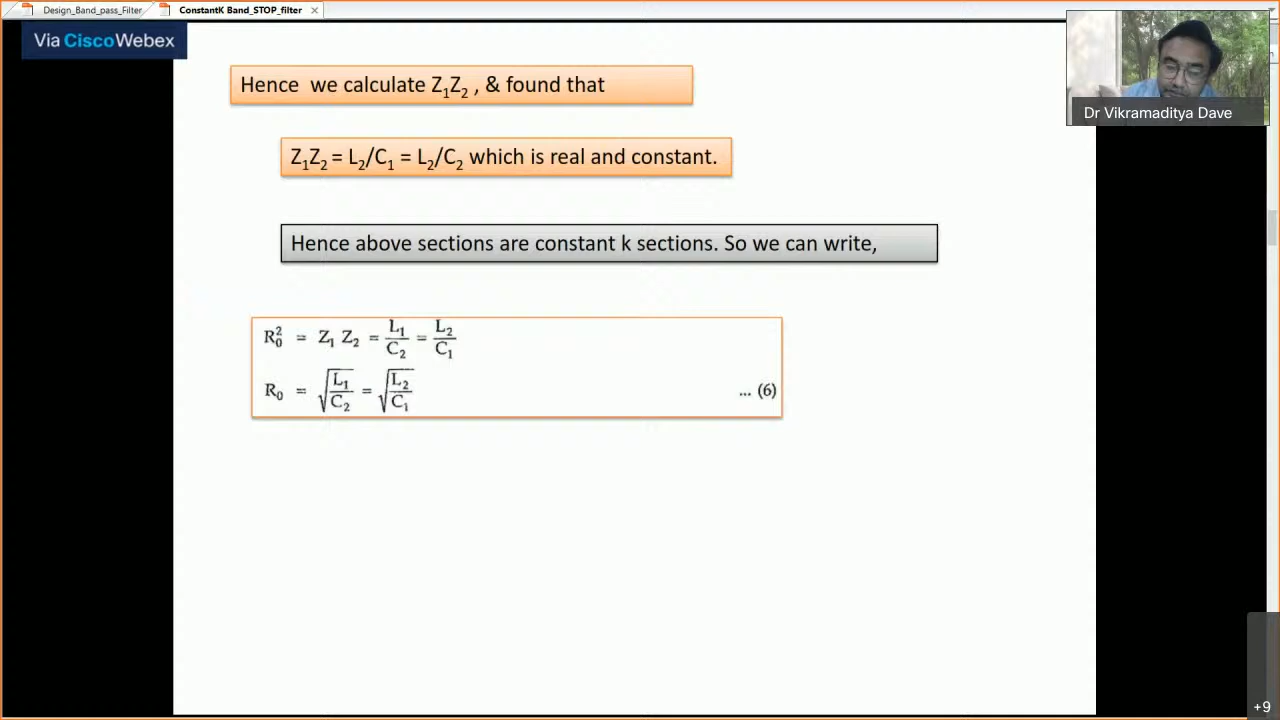 Design_Band_pass_Filter
ConstantK Band_STOP_filter ×
Via Cisco Webex
Hence we calculate Z₁Z₂ , & found that
Z₁Z₂ = L₂/C₁ = L₂/C₂ which is real and constant.
Hence above sections are constant k sections. So we can write,
R₀² = Z₁ Z₂ = L₁/C₂ = L₂/C₁
R₀ = √(L₁/C₂) = √(L₂/C₁) ... (6)
Dr Vikramaditya Dave
+9